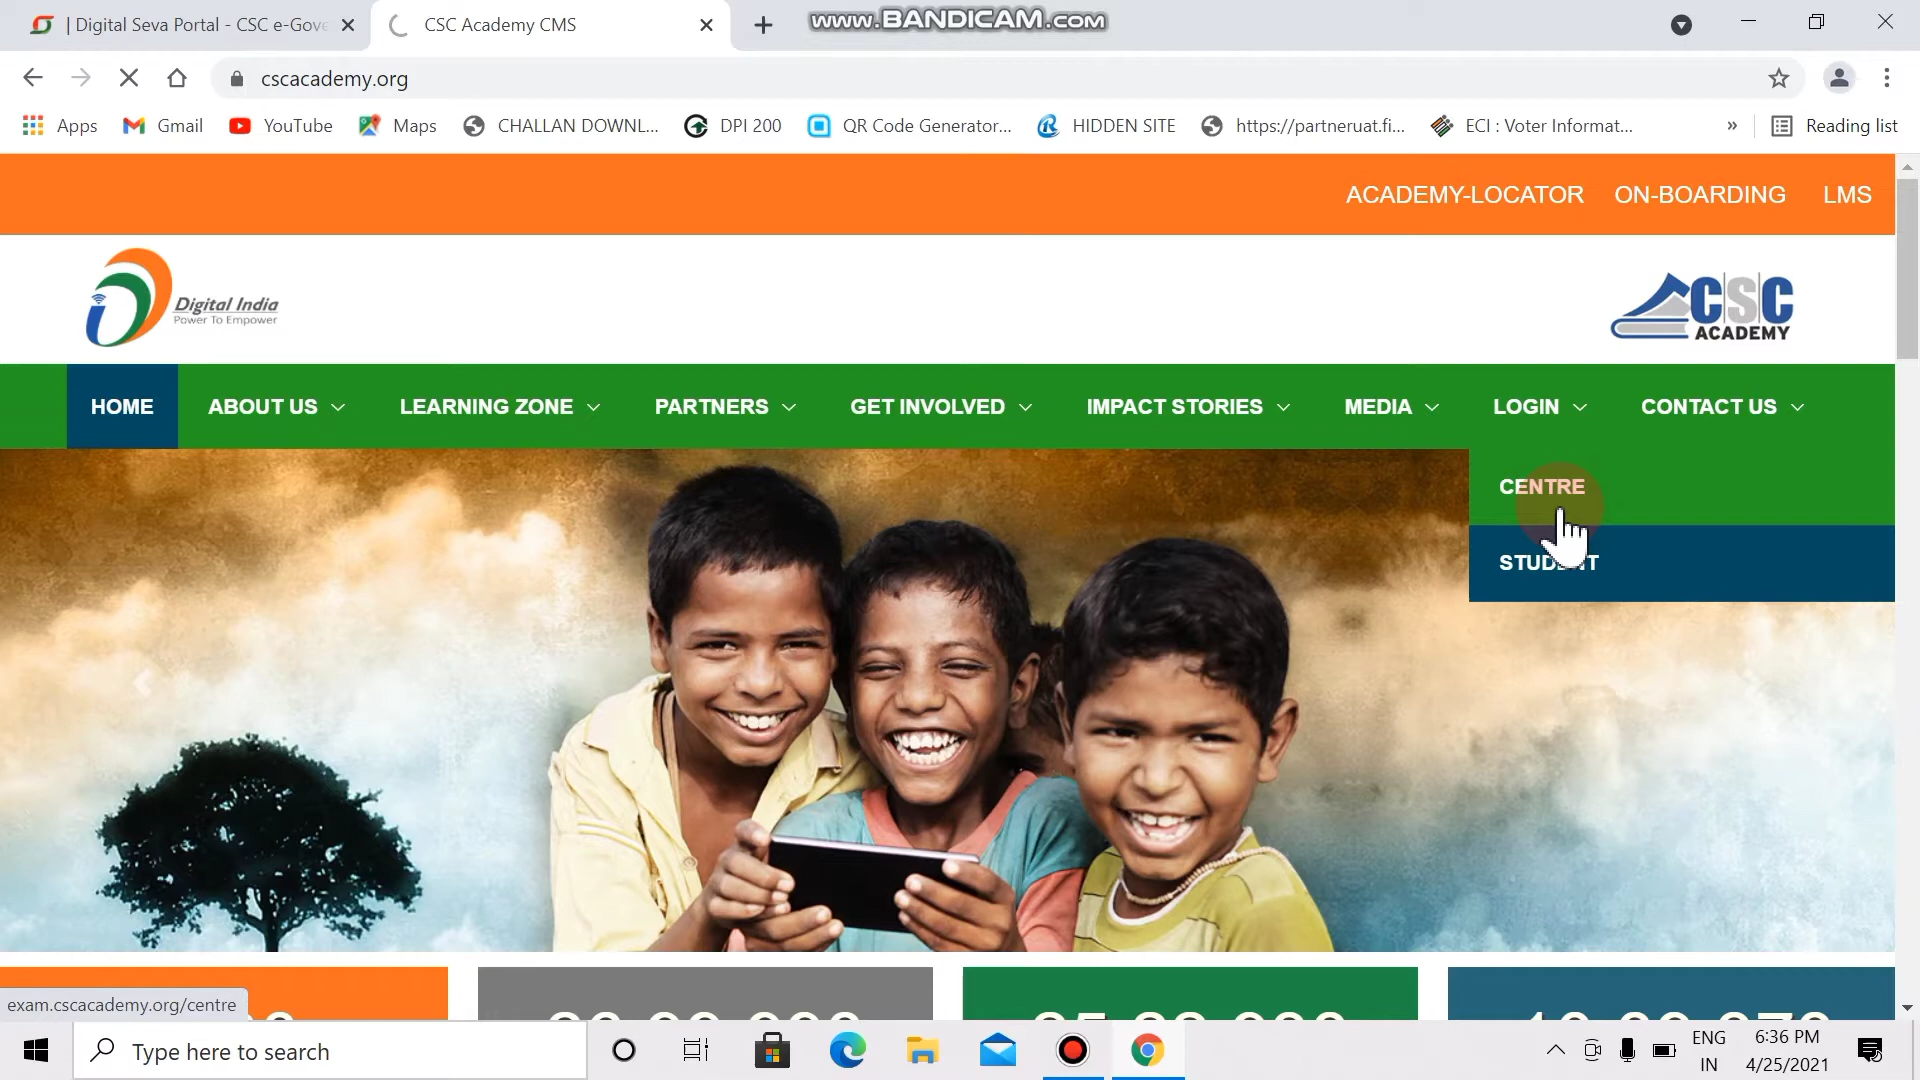 | Digital Seva Portal - CSC e-Gove
CSC Academy CMS
www.BANDICAM.com
cscacademy.org
Apps
Gmail
YouTube
Maps
CHALLAN DOWNL...
DPI 200
QR Code Generator...
HIDDEN SITE
https://partneruat.fi...
ECI : Voter Informat...
»
Reading list
ACADEMY-LOCATOR
ON-BOARDING
LMS
Digital India
Power To Empower
CSC
ACADEMY
HOME
ABOUT US
LEARNING ZONE
PARTNERS
GET INVOLVED
IMPACT STORIES
MEDIA
LOGIN
CONTACT US
CENTRE
STUDENT
exam.cscacademy.org/centre
Type here to search
ENG
IN
6:36 PM
4/25/2021